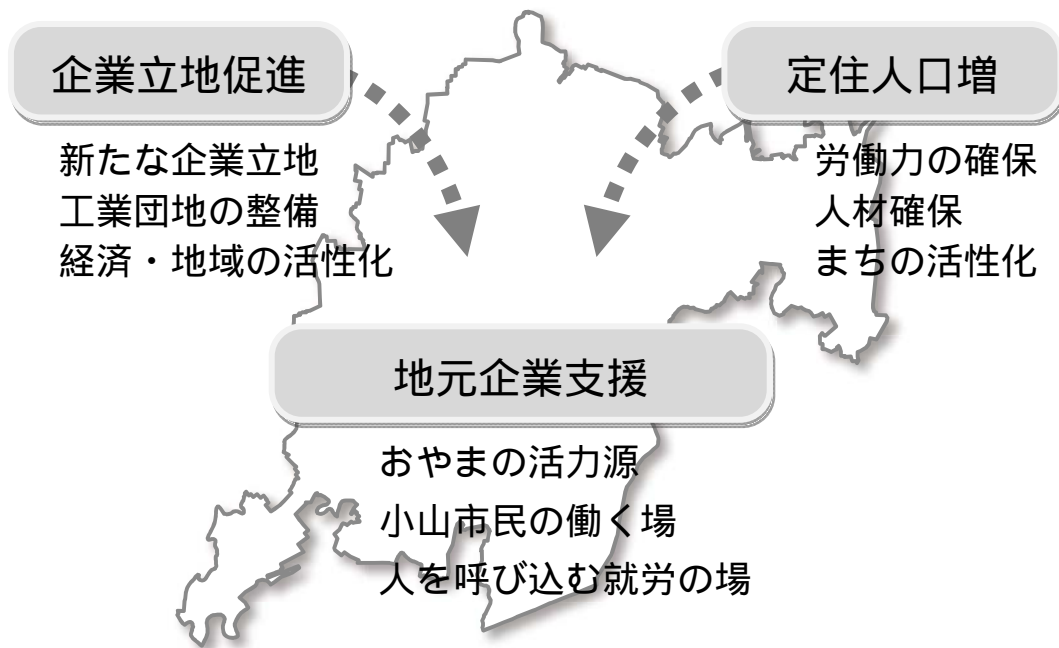 企業立地促進
新たな企業立地
工業団地の整備
経済・地域の活性化
定住人口増
労働力の確保
人材確保
まちの活性化
地元企業支援
おやまの活力源
小山市民の働く場
人を呼び込む就労の場